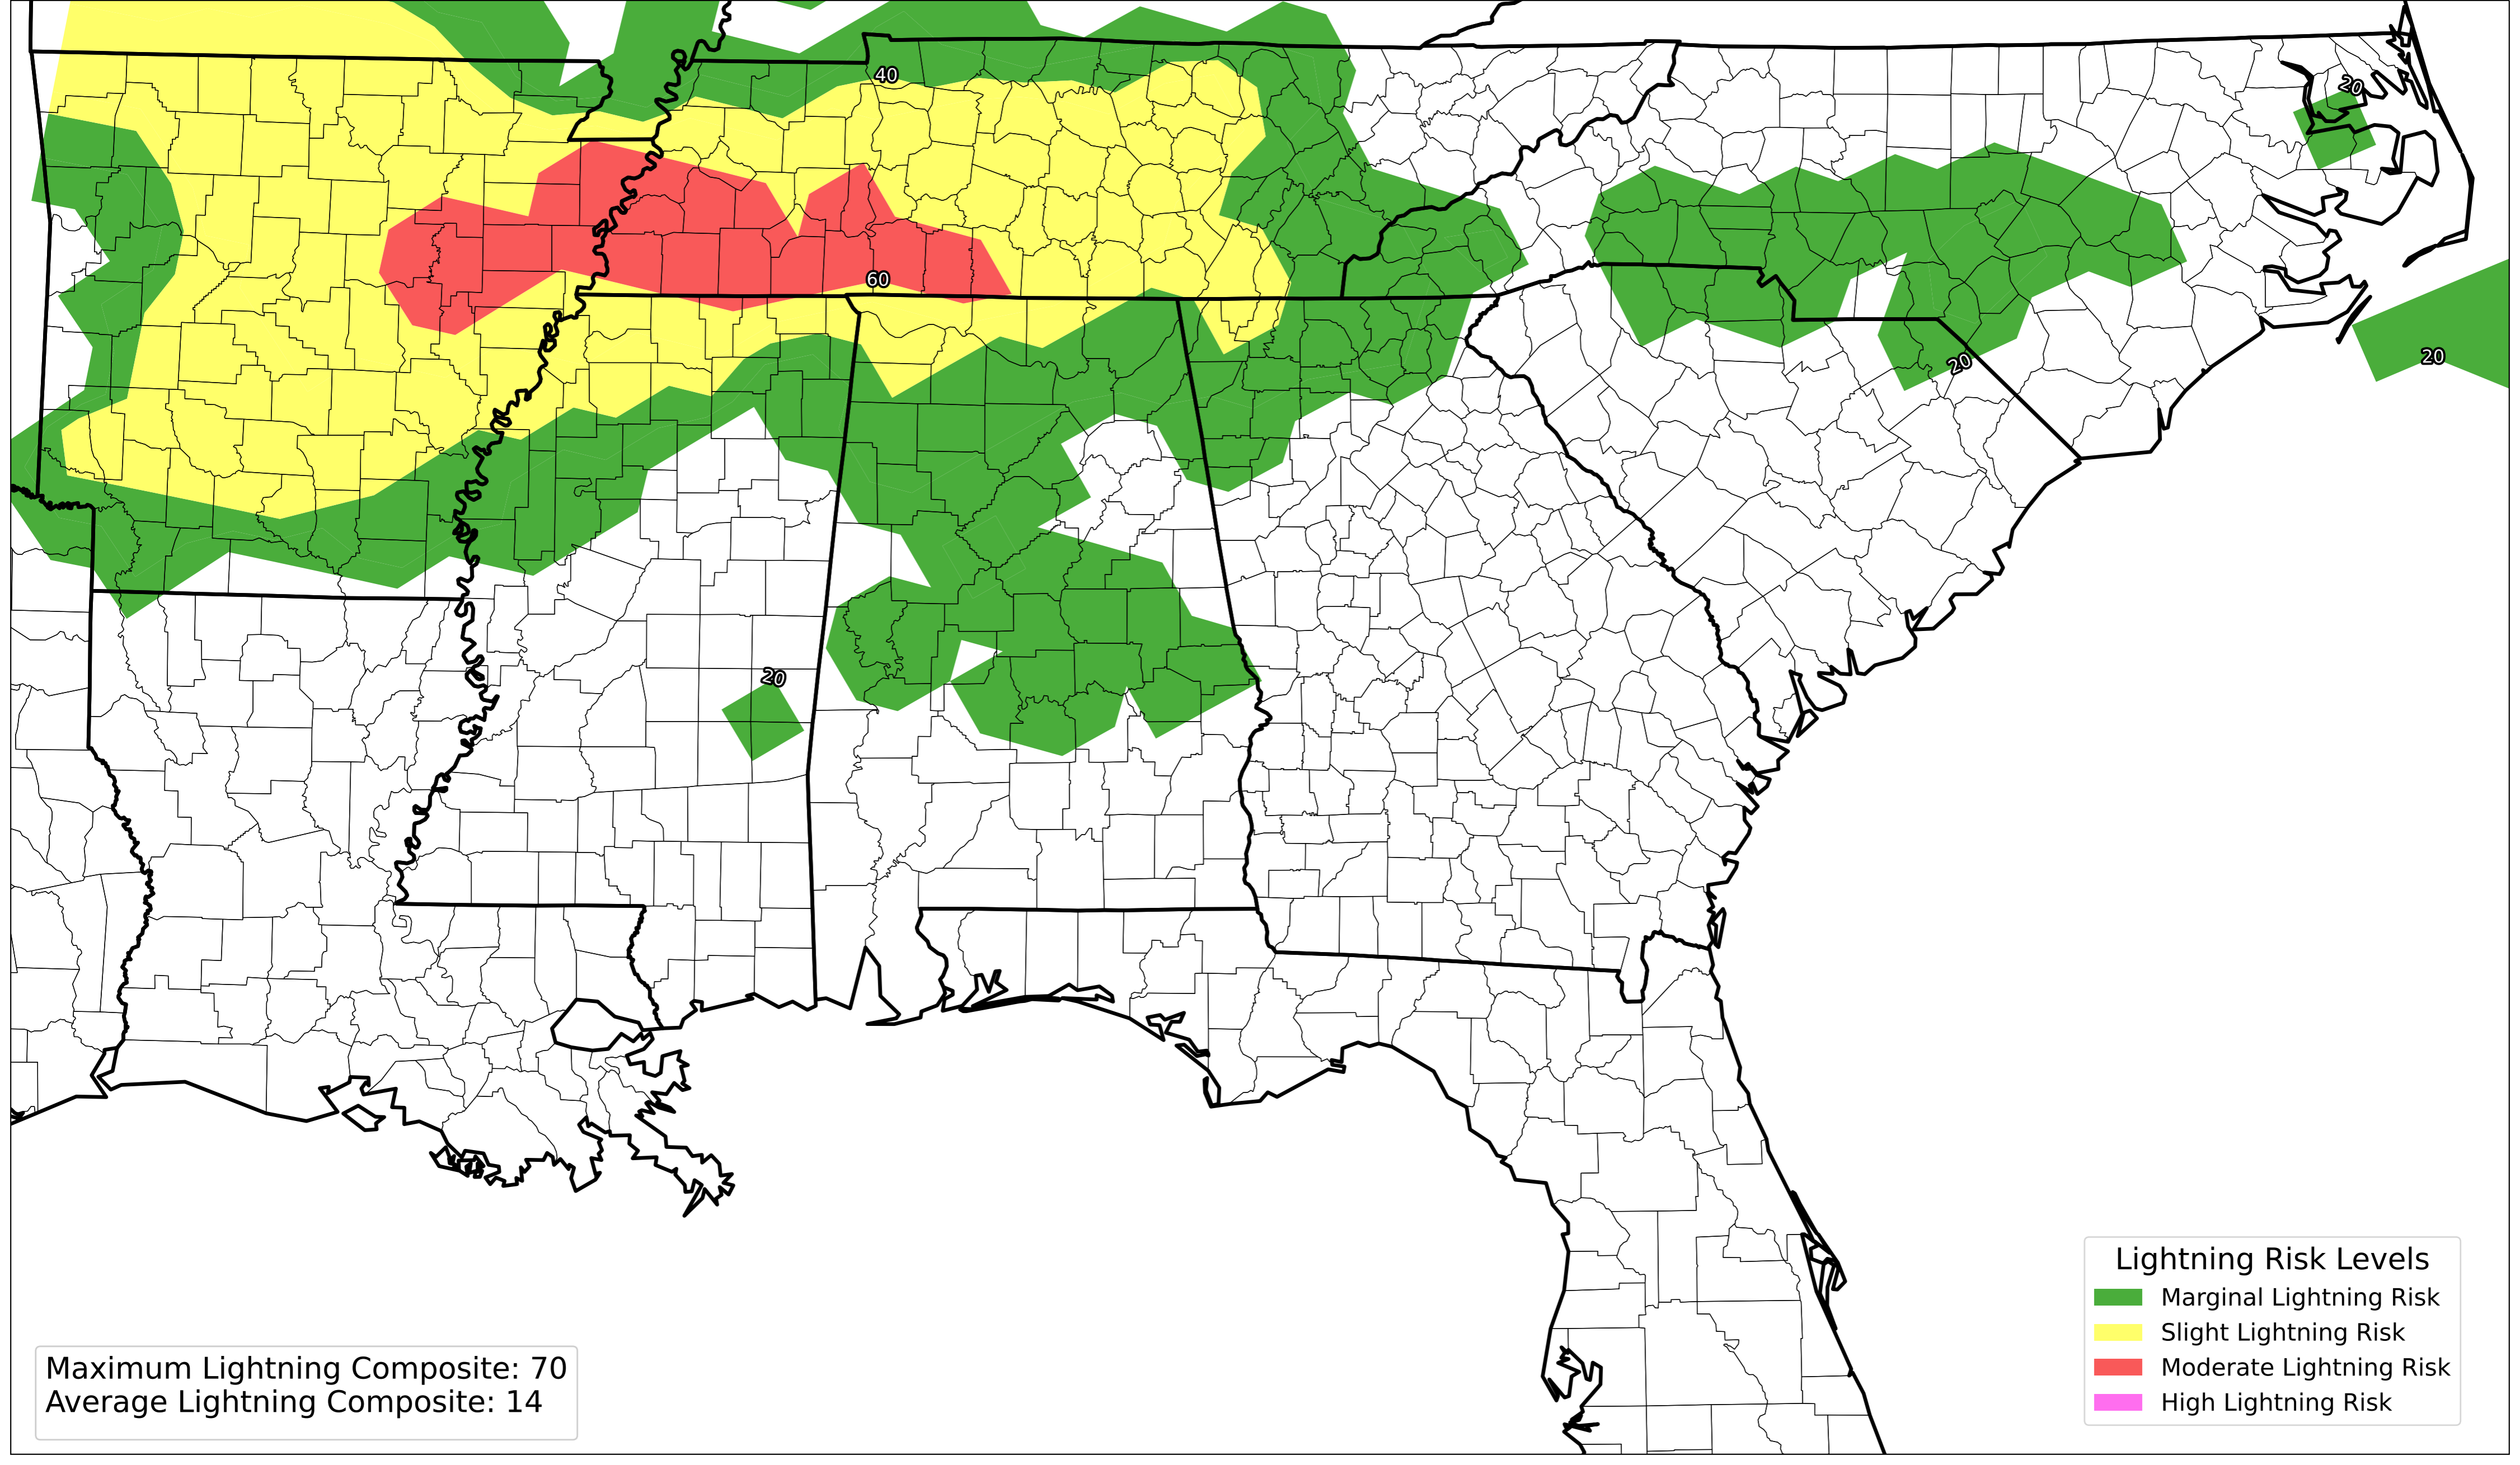 40
20
60
20
20
20
Lightning Risk Levels
Marginal Lightning Risk
Slight Lightning Risk
Moderate Lightning Risk
High Lightning Risk
Maximum Lightning Composite: 70
Average Lightning Composite: 14